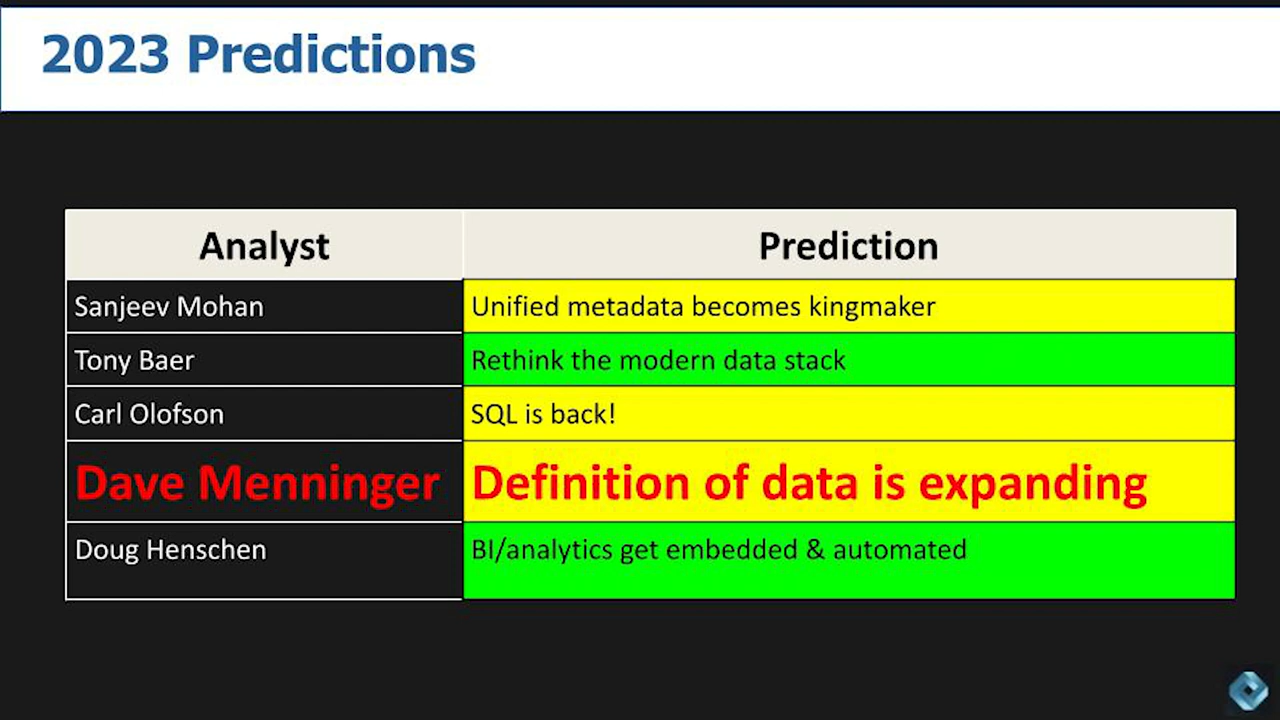 2023 Predictions
Analyst Prediction
Sanjeev Mohan Unified metadata becomes kingmaker
Tony Baer Rethink the modern data stack
Carl Olofson SQL is back!
Dave Menninger Definition of data is expanding
Doug Henschen BI/analytics get embedded & automated